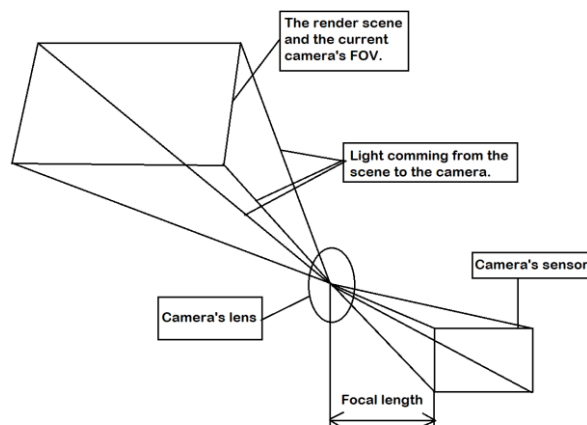 The render scene
and the current
camera's FOV.
Light comming from the
scene to the camera.
Camera's sensor
Camera's lens
Focal length